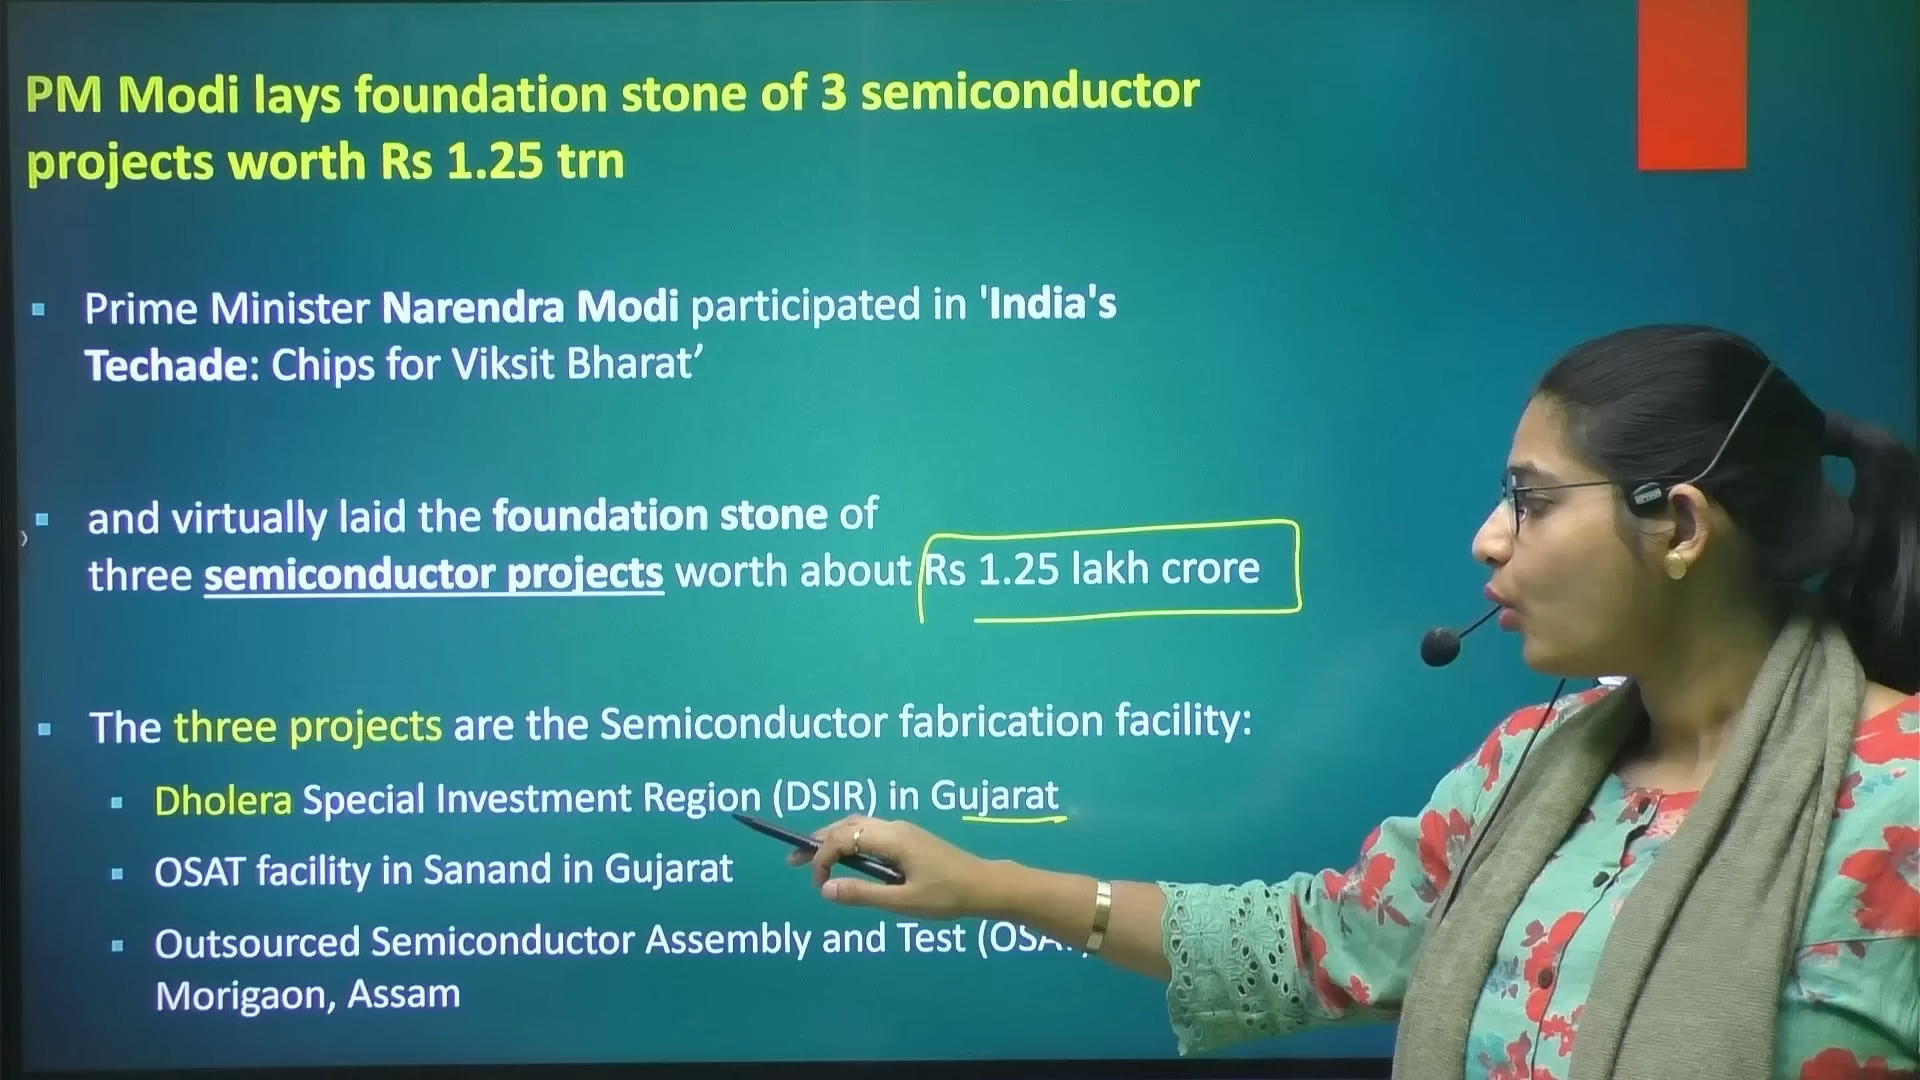 PM Modi lays foundation stone of 3 semiconductor
projects worth Rs 1.25 trn
Prime Minister Narendra Modi participated in 'India's
Techade: Chips for Viksit Bharat’
and virtually laid the foundation stone of
three semiconductor projects worth about Rs 1.25 lakh crore
The three projects are the Semiconductor fabrication facility:
Dholera Special Investment Region (DSIR) in Gujarat
OSAT facility in Sanand in Gujarat
Outsourced Semiconductor Assembly and Test
Morigaon, Assam